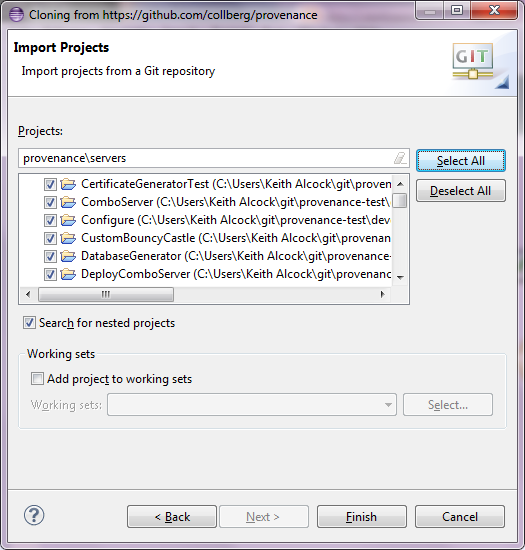 Cloning from https://github.com/collberg/provenance
Import Projects
Import projects from a Git repository
GIT
Projects:
provenance\servers
Select All
Deselect All
CertificateGeneratorTest (C:\Users\Keith Alcock\git\proven
ComboServer (C:\Users\Keith Alcock\git\provenance-test\
Configure (C:\Users\Keith Alcock\git\provenance-test\dev
CustomBouncyCastle (C:\Users\Keith Alcock\git\provenan
DatabaseGenerator (C:\Users\Keith Alcock\git\provenance-
DeployComboServer (C:\Users\Keith Alcock\git\provenanc
Search for nested projects
Working sets
Add project to working sets
Working sets:
Select...
?
< Back
Next >
Finish
Cancel